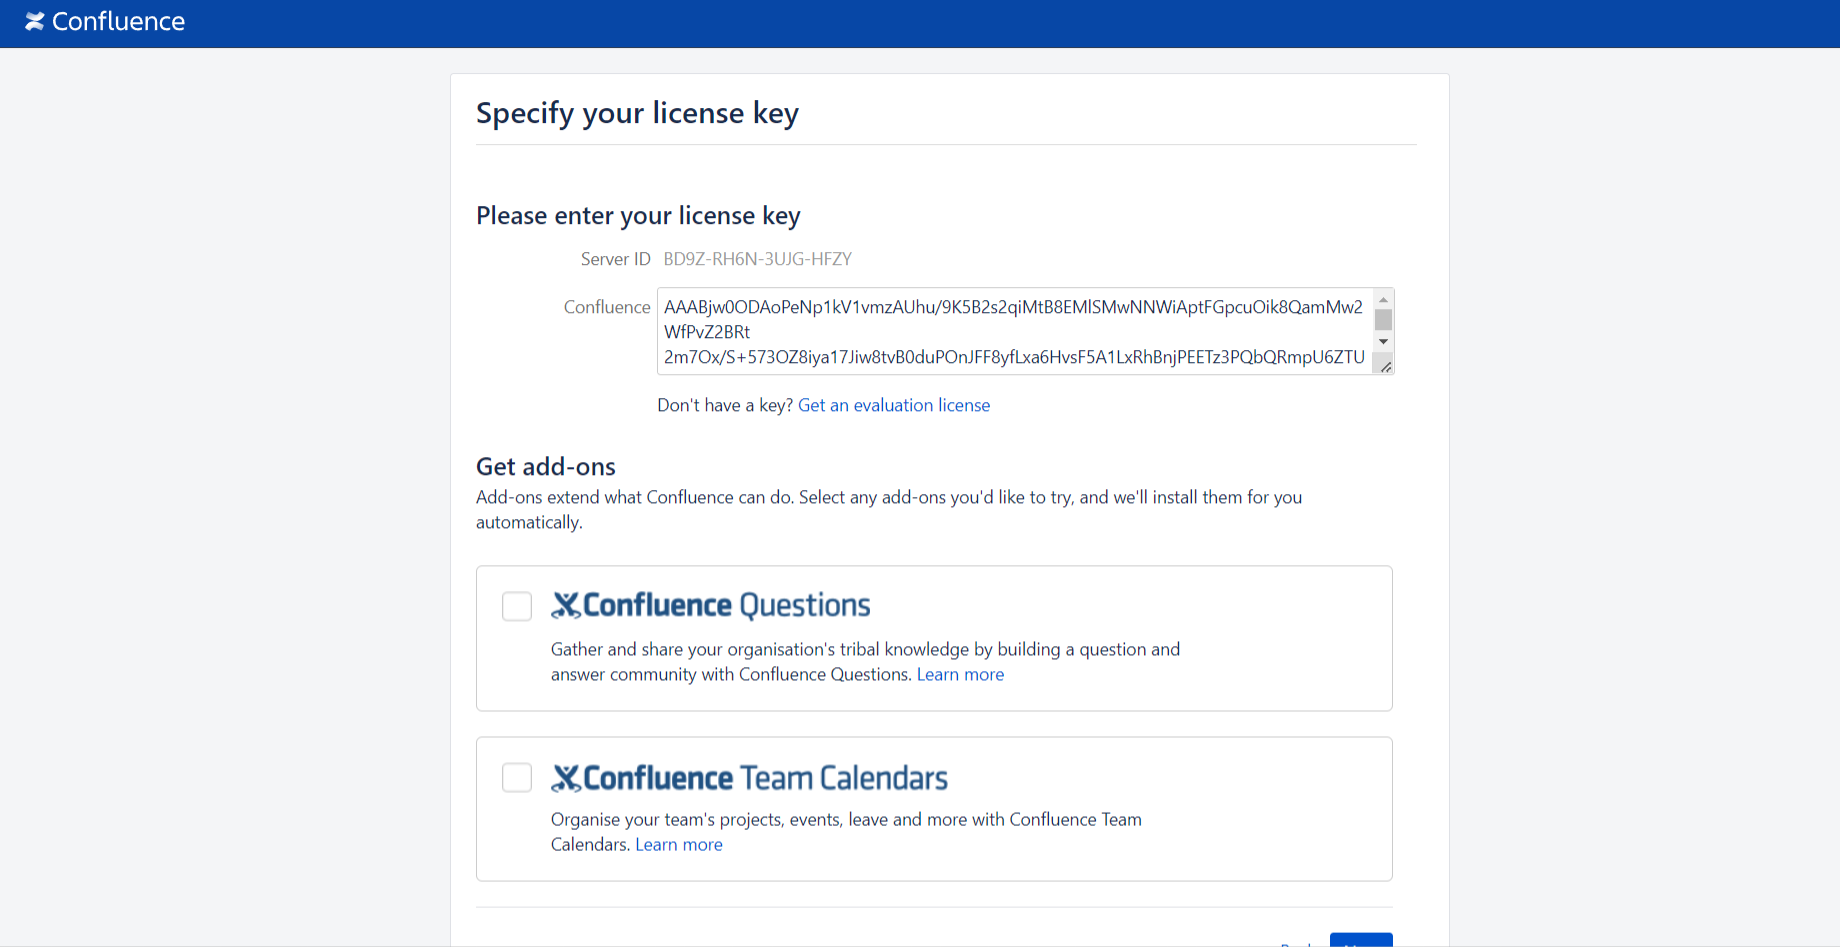 Confluence
Specify your license key
Please enter your license key
Server ID BD9Z-RH6N-3UJG-HFZY
Confluence AAABjw0ODAoPeNp1kV1vmzAUhu/9K5B2s2qiMtB8EMlSMwNNWiAptFGpcuOik8QamMw2
WfPvZ2BRt
2m7Ox/S+573OZ8iya17Jiw8tvB0duPOnJFF8yfLxa6HvsF5A1LxRhBnjPEETz3PQbQRmpU6ZTU
Don't have a key? Get an evaluation license
Get add-ons
Add-ons extend what Confluence can do. Select any add-ons you'd like to try, and we'll install them for you
automatically.
Confluence Questions
Gather and share your organisation's tribal knowledge by building a question and
answer community with Confluence Questions. Learn more
Confluence Team Calendars
Organise your team's projects, events, leave and more with Confluence Team
Calendars. Learn more